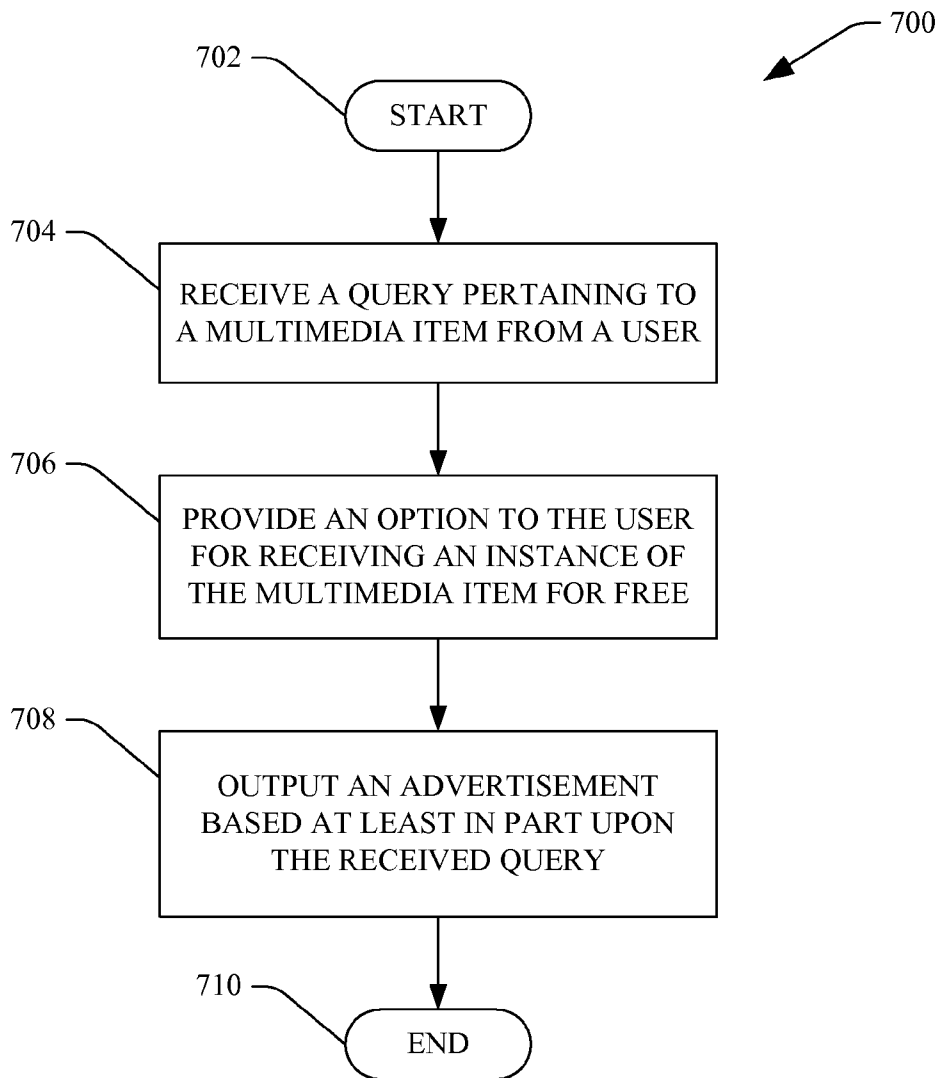 700
702
START
704
RECEIVE A QUERY PERTAINING TO
A MULTIMEDIA ITEM FROM A USER
706
PROVIDE AN OPTION TO THE USER
FOR RECEIVING AN INSTANCE OF
THE MULTIMEDIA ITEM FOR FREE
708
OUTPUT AN ADVERTISEMENT
BASED AT LEAST IN PART UPON
THE RECEIVED QUERY
710
END